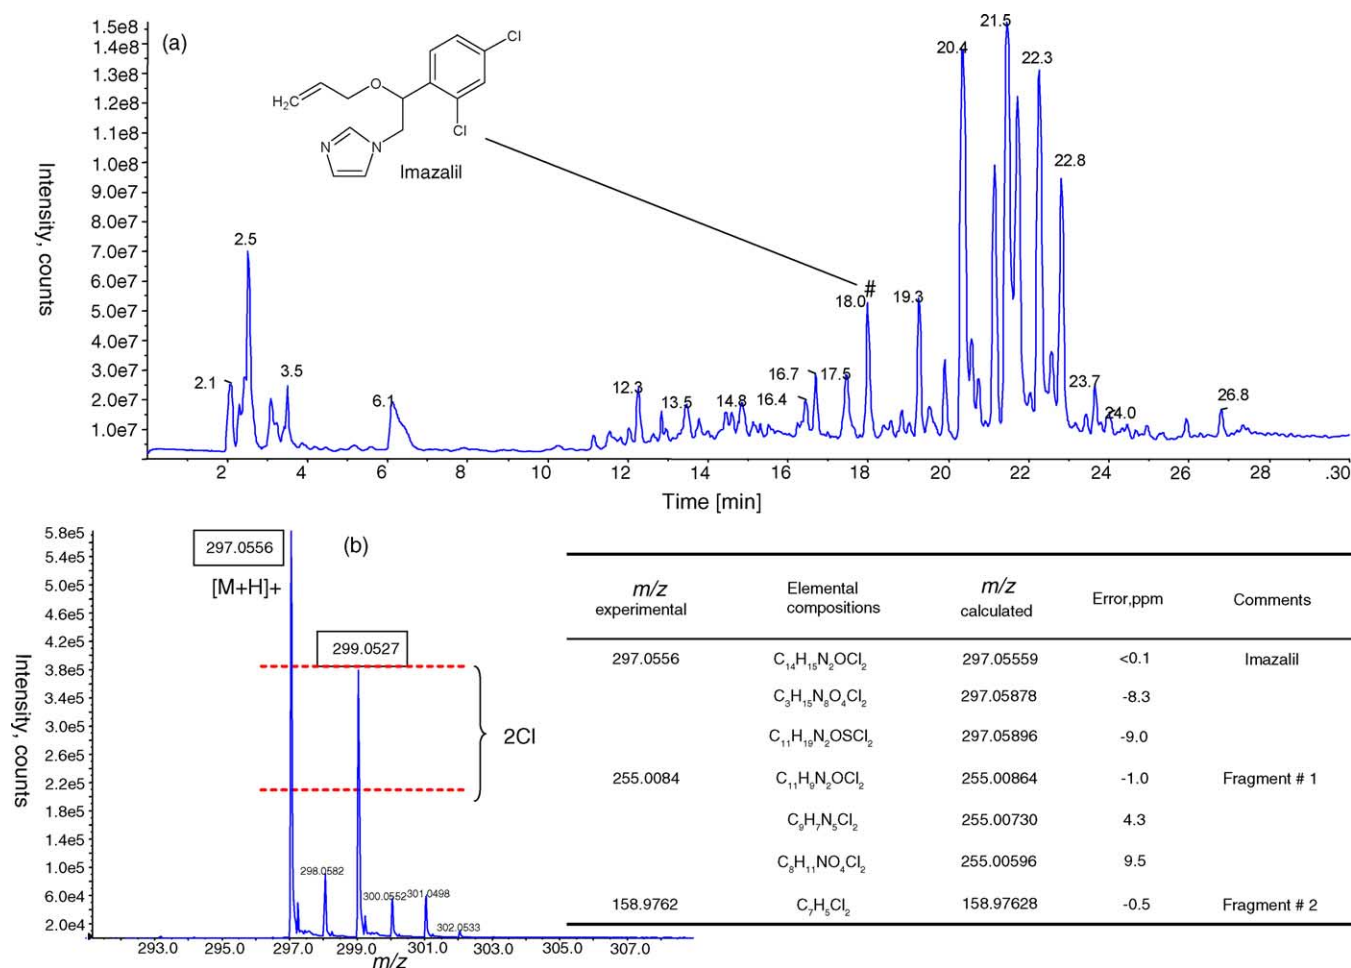 (a)
1.5e8
1.4e8
1.3e8
1.2e8
1.1e8
1.0e8
9.0e7
8.0e7
7.0e7
6.0e7
5.0e7
4.0e7
3.0e7
2.0e7
1.0e7
Intensity, counts
H₂C
O
Cl
Cl
N
N
Imazalil
2.1
2.5
3.5
6.1
12.3
13.5
14.8
16.4
16.7
17.5
18.0
#
19.3
20.4
21.5
22.3
22.8
23.7
24.0
26.8
2 4 6 8 10 12 14 16 18 20 22 24 26 28 .30
Time [min]
(b)
5.8e5
5.4e5
5.0e5
4.6e5
4.2e5
3.8e5
3.4e5
3.0e5
2.6e5
2.2e5
1.8e5
1.4e5
1.0e5
6.0e4
2.0e4
Intensity, counts
297.0556
[M+H]+
299.0527
2Cl
298.0582
300.0552
301.0498
302.0533
293.0 295.0 297.0 299.0 301.0 303.0 305.0 307.0
m/z
m/z experimental Elemental compositions m/z calculated Error,ppm Comments
297.0556 C₁₄H₁₅N₂OCl₂ 297.05559 <0.1 Imazalil
C₃H₁₅N₈O₄Cl₂ 297.05878 -8.3
C₁₁H₁₉N₂OSCl₂ 297.05896 -9.0
255.0084 C₁₁H₉N₂OCl₂ 255.00864 -1.0 Fragment # 1
C₉H₇N₅Cl₂ 255.00730 4.3
C₈H₁₁NO₄Cl₂ 255.00596 9.5
158.9762 C₇H₅Cl₂ 158.97628 -0.5 Fragment # 2